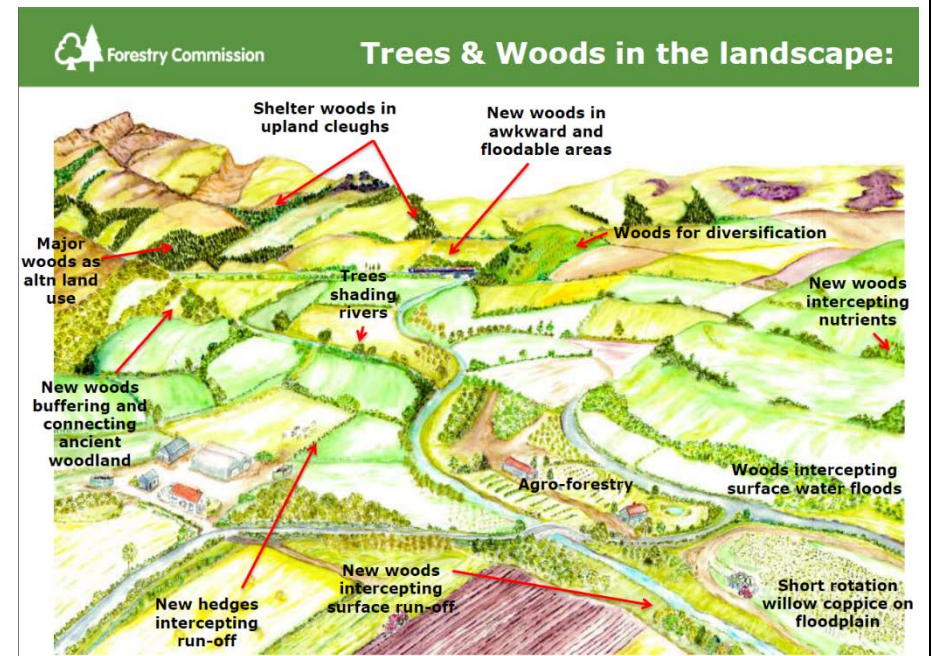 Forestry Commission
Trees & Woods in the landscape:
Shelter woods in
upland cleughs
New woods in
awkward and
floodable areas
Major
woods as
altn land
use
Trees
shading
rivers
Woods for diversification
New woods
intercepting
nutrients
New woods
buffering and
connecting
ancient
woodland
Agro-forestry
Woods intercepting
surface water floods
New hedges
intercepting
run-off
New woods
intercepting
surface run-off
Short rotation
willow coppice on
floodplain